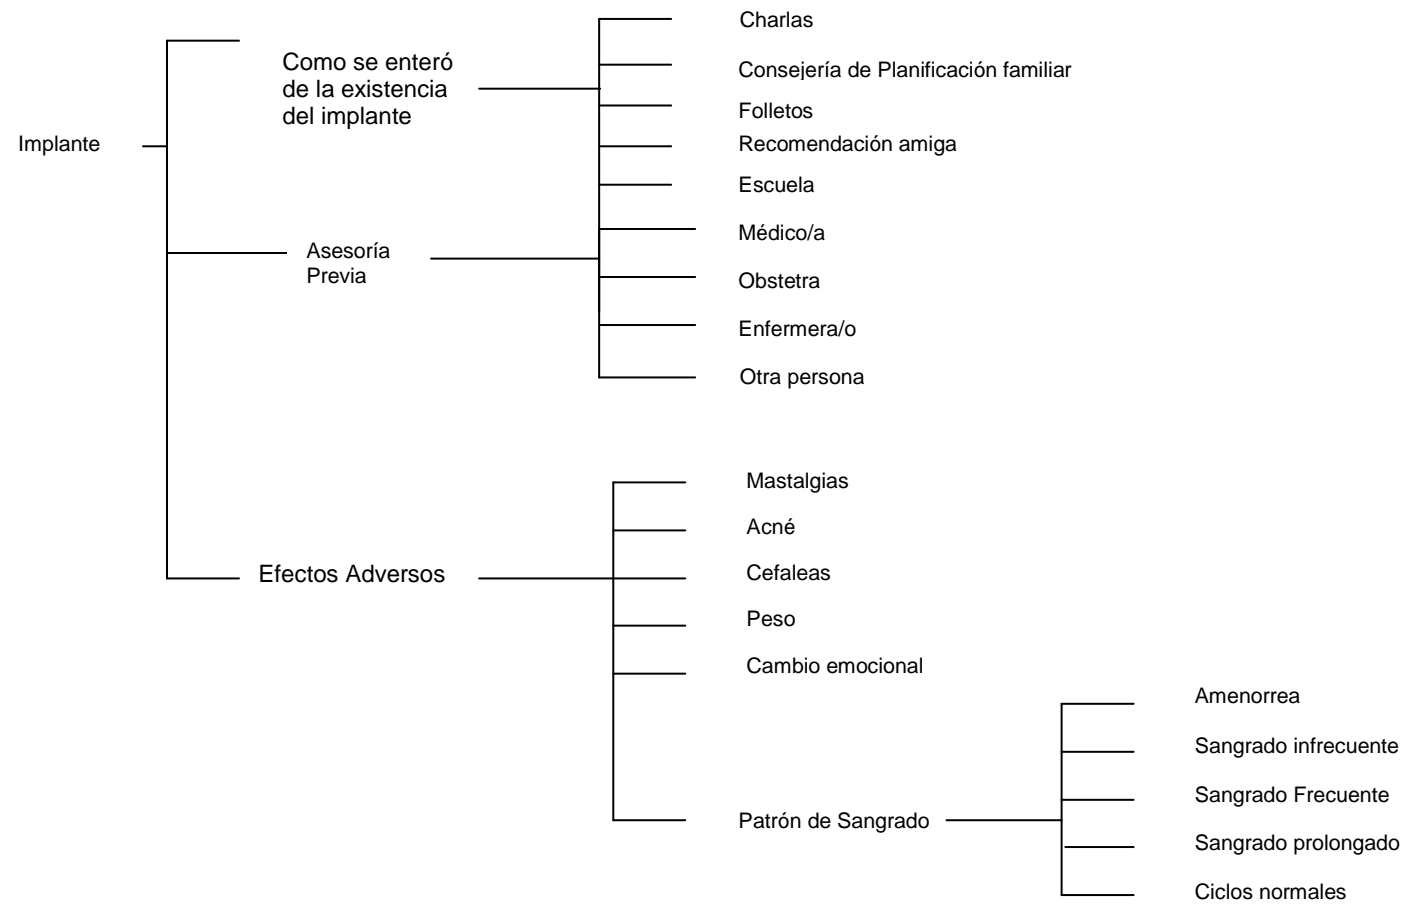 Implante
Como se enteró
de la existencia
del implante
Charlas
Consejería de Planificación familiar
Folletos
Recomendación amiga
Escuela
Asesoría
Previa
Médico/a
Obstetra
Enfermera/o
Otra persona
Efectos Adversos
Mastalgias
Acné
Cefaleas
Peso
Cambio emocional
Patrón de Sangrado
Amenorrea
Sangrado infrecuente
Sangrado Frecuente
Sangrado prolongado
Ciclos normales